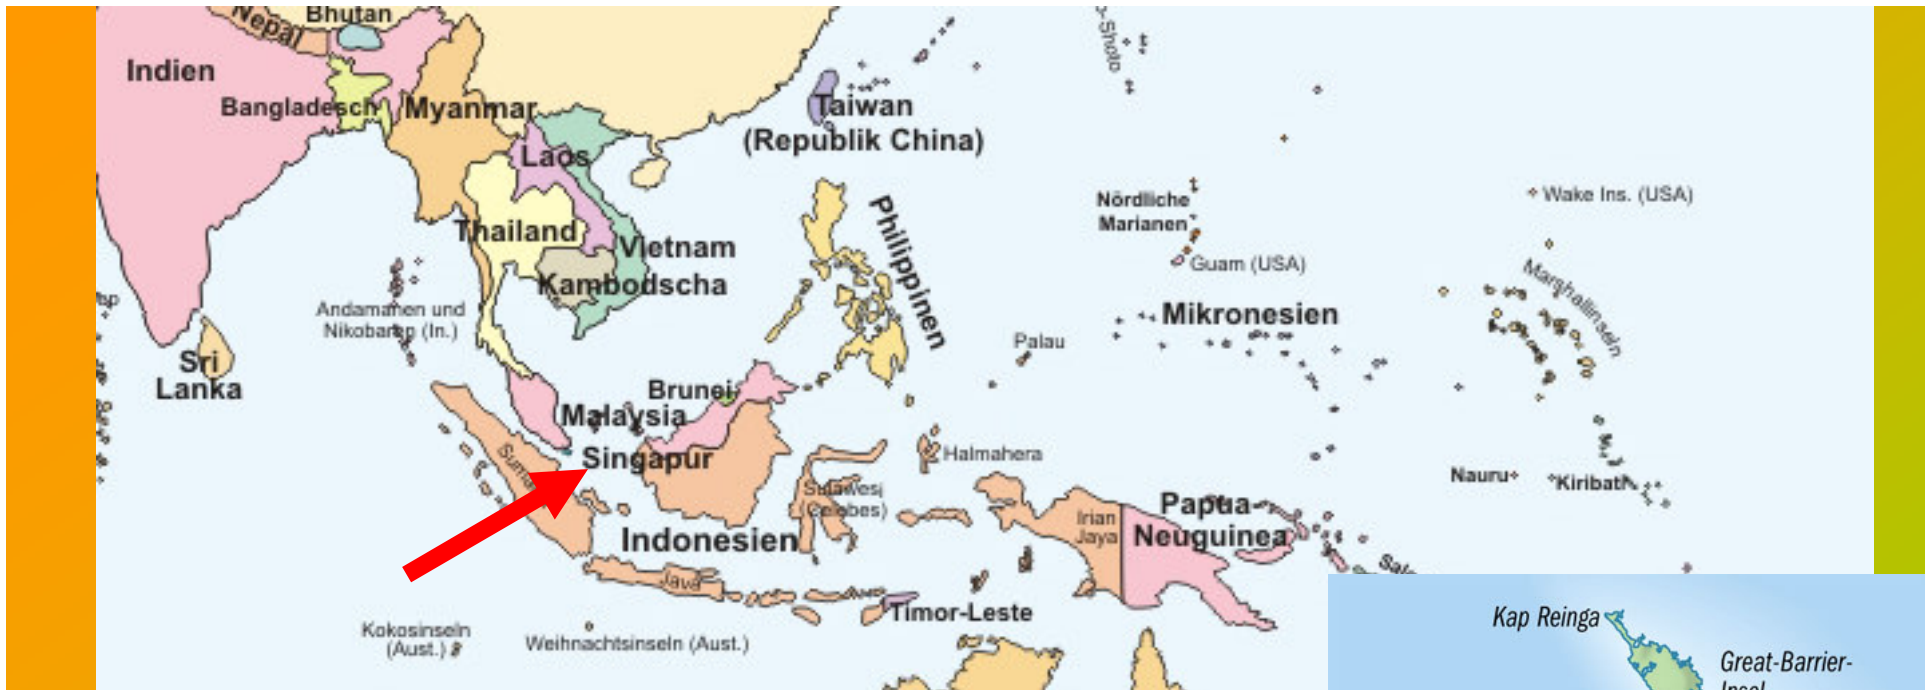 Nepal
Bhutan
Indien
Bangladesch
Myanmar
Laos
Taiwan
(Republik China)
Thailand
Vietnam
Kambodscha
Philippinen
Nördliche
Marianen
Guam (USA)
Wake Ins. (USA)
Marshallinseln
Mikronesien
Palau
Andamanen und
Nikobaren (In.)
Sri
Lanka
Brunei
Malaysia
Singapur
Halmahera
Sulawesi
(Celebes)
Nauru
Kiribati
Indonesien
Irian
Jaya
Papua-
Neuguinea
Java
Timor-Leste
Kokosinseln
(Aust.)
Weihnachtsinseln (Aust.)
Kap Reinga
Great-Barrier-
Insel